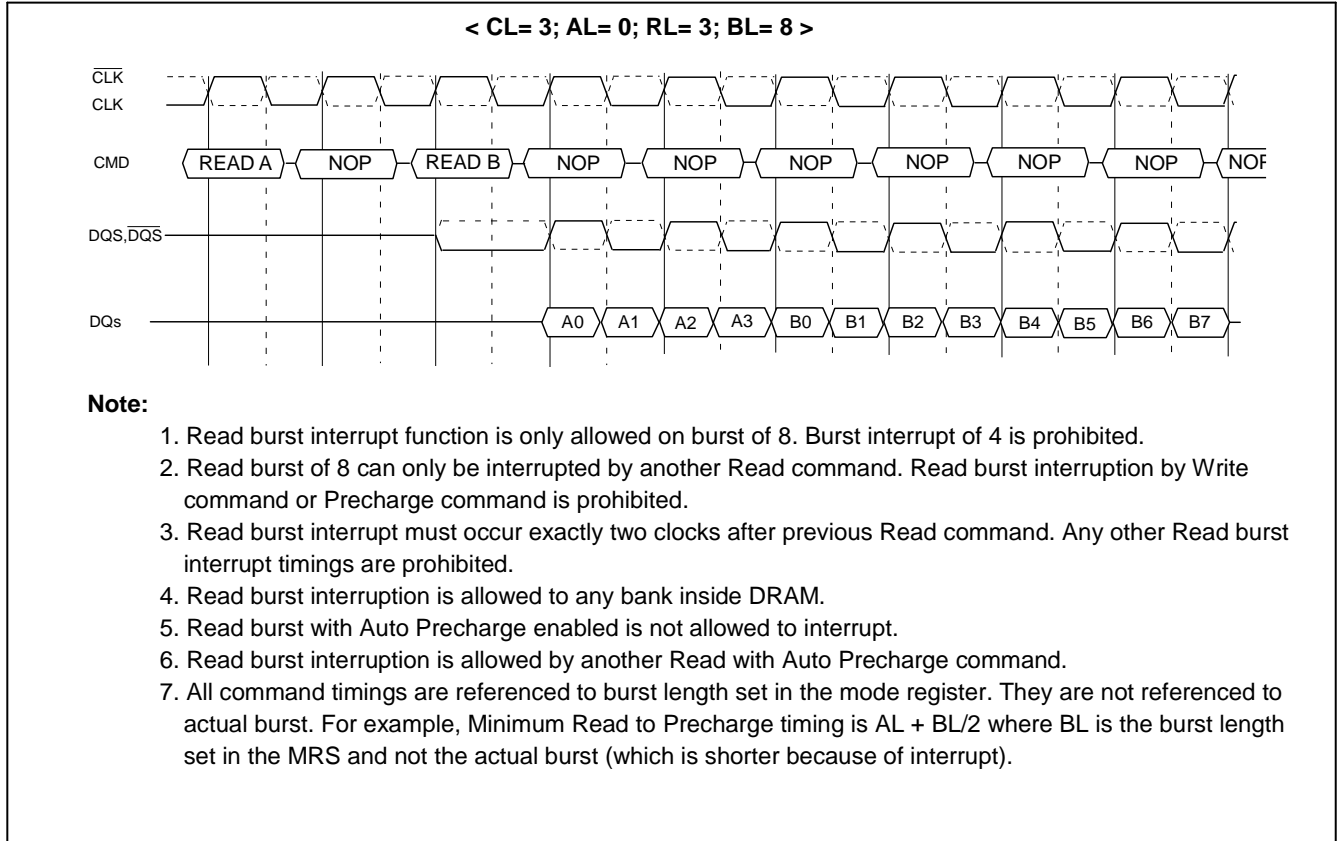 < CL= 3; AL= 0; RL= 3; BL= 8 >
CLK
CLK
CMD READ A NOP READ B NOP NOP NOP NOP NOP NOP NOP
DQS,DQS
DQs A0 A1 A2 A3 B0 B1 B2 B3 B4 B5 B6 B7
Note:
1. Read burst interrupt function is only allowed on burst of 8. Burst interrupt of 4 is prohibited.
2. Read burst of 8 can only be interrupted by another Read command. Read burst interruption by Write
command or Precharge command is prohibited.
3. Read burst interrupt must occur exactly two clocks after previous Read command. Any other Read burst
interrupt timings are prohibited.
4. Read burst interruption is allowed to any bank inside DRAM.
5. Read burst with Auto Precharge enabled is not allowed to interrupt.
6. Read burst interruption is allowed by another Read with Auto Precharge command.
7. All command timings are referenced to burst length set in the mode register. They are not referenced to
actual burst. For example, Minimum Read to Precharge timing is AL + BL/2 where BL is the burst length
set in the MRS and not the actual burst (which is shorter because of interrupt).